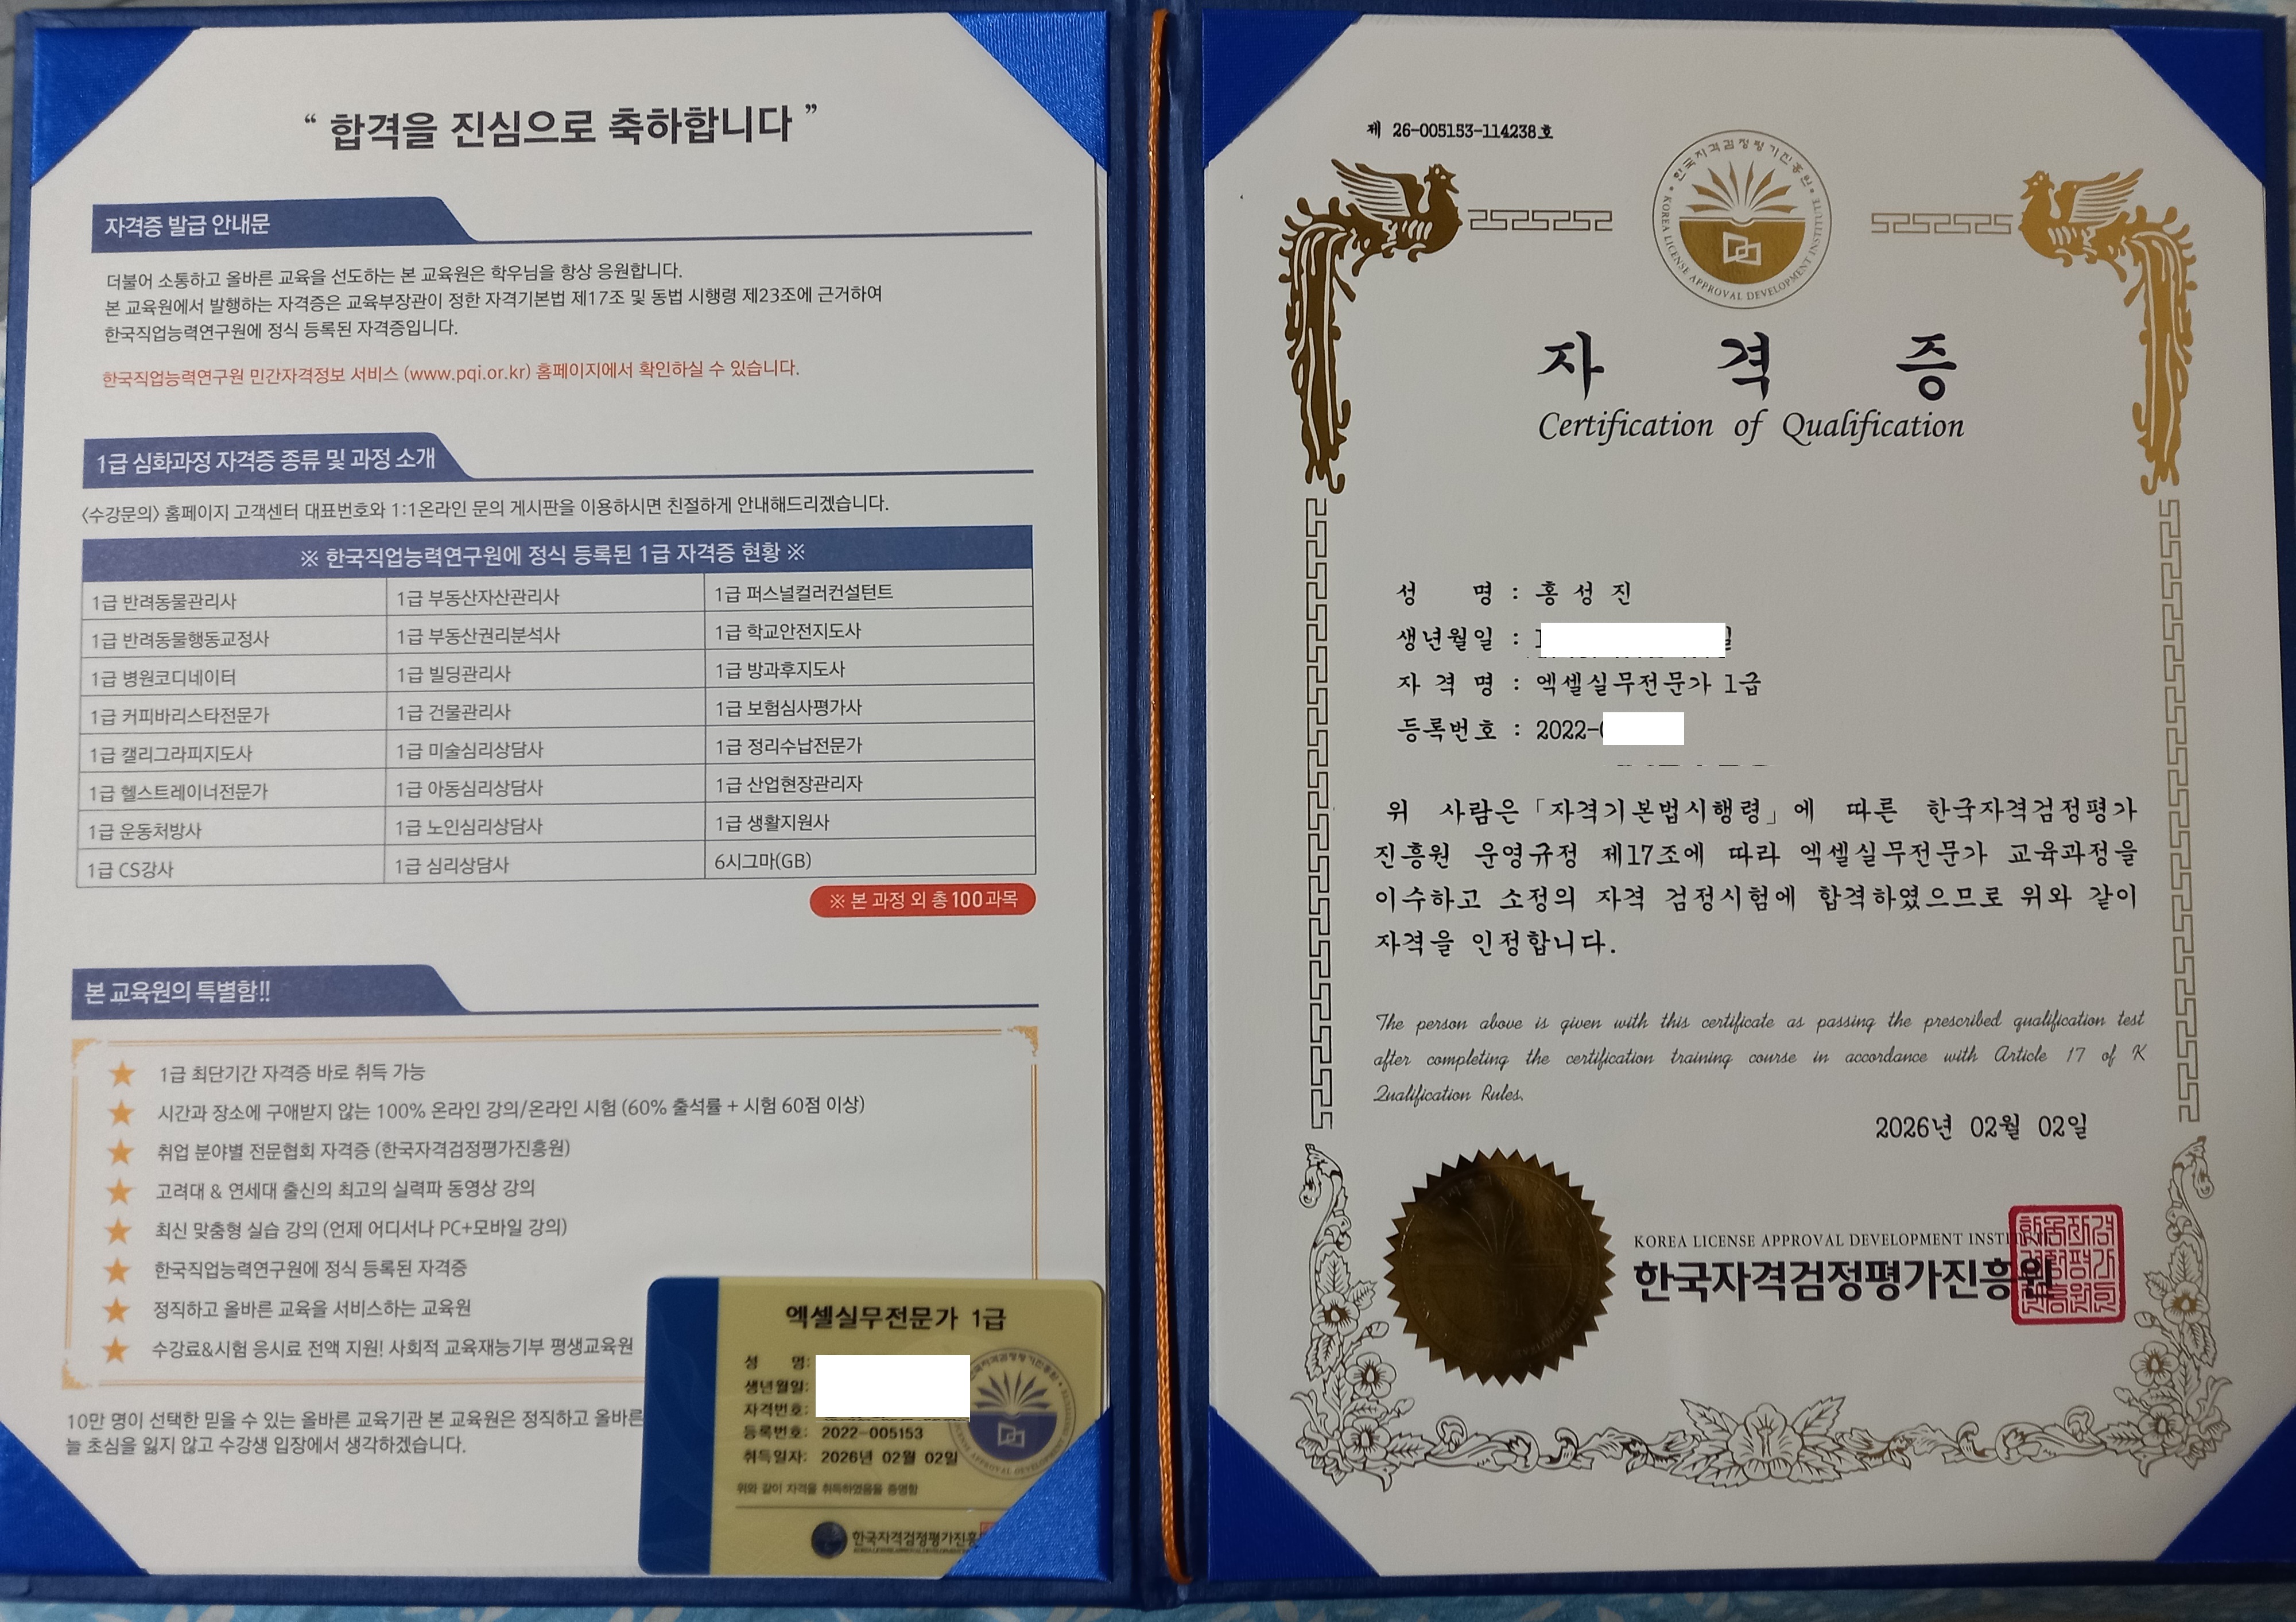 “ 합격을 진심으로 축하합니다 ”
자격증 발급 안내문
더불어 소통하고 올바른 교육을 선도하는 본 교육원은 학우님을 항상 응원합니다.
본 교육원에서 발행하는 자격증은 교육부장관이 정한 자격기본법 제17조 및 동법 시행령 제23조에 근거하여
한국직업능력연구원에 정식 등록된 자격증입니다.
한국직업능력연구원 민간자격정보 서비스 (www.pqi.or.kr) 홈페이지에서 확인하실 수 있습니다.
1급 심화과정 자격증 종류 및 과정 소개
<수강문의> 홈페이지 고객센터 대표번호와 1:1온라인 문의 게시판을 이용하시면 친절하게 안내해드리겠습니다.
※ 한국직업능력연구원에 정식 등록된 1급 자격증 현황 ※
1급 반려동물관리사 1급 부동산자산관리사 1급 퍼스널컬러컨설턴트
1급 반려동물행동교정사 1급 부동산권리분석사 1급 학교안전지도사
1급 병원코디네이터 1급 빌딩관리사 1급 방과후지도사
1급 커피바리스타전문가 1급 건물관리사 1급 보험심사평가사
1급 캘리그라피지도사 1급 미술심리상담사 1급 정리수납전문가
1급 헬스트레이너전문가 1급 아동심리상담사 1급 산업현장관리자
1급 운동처방사 1급 노인심리상담사 1급 생활지원사
1급 CS강사 1급 심리상담사 6시그마(GB)
※ 본 과정 외 총 100과목
본 교육원의 특별함!!
1급 최단기간 자격증 바로 취득 가능
시간과 장소에 구애받지 않는 100% 온라인 강의/온라인 시험 (60% 출석률 + 시험 60점 이상)
취업 분야별 전문협회 자격증 (한국자격검정평가진흥원)
고려대 & 연세대 출신의 최고의 실력파 동영상 강의
최신 맞춤형 실습 강의 (언제 어디서나 PC+모바일 강의)
한국직업능력연구원에 정식 등록된 자격증
정직하고 올바른 교육을 서비스하는 교육원
수강료&시험 응시료 전액 지원! 사회적 교육재능기부 평생교육원
10만 명이 선택한 믿을 수 있는 올바른 교육기관 본 교육원은 정직하고 올바른
늘 초심을 잃지 않고 수강생 입장에서 생각하겠습니다.
엑셀실무전문가 1급
성 명:
생년월일:
자격번호:
등록번호: 2022-005153
취득일자: 2026년 02월 02일
위와 같이 자격을 취득하였음을 증명함
한국자격검정평가진흥
제 26-005153-114238호
한국자격검정평가진흥원
KOREA LICENSE APPROVAL DEVELOPMENT INSTITUTE
자 격 증
Certification of Qualification
성 명 : 홍 성 진
생년월일 :
자 격 명 : 엑셀실무전문가 1급
등록번호 : 2022-
위 사람은 「자격기본법시행령」에 따른 한국자격검정평가
진흥원 운영규정 제17조에 따라 엑셀실무전문가 교육과정을
이수하고 소정의 자격 검정시험에 합격하였으므로 위와 같이
자격을 인정합니다.
The person above is given with this certificate as passing the prescribed qualification test
after completing the certification training course in accordance with Article 17 of K
Qualification Rules.
2026년 02월 02일
KOREA LICENSE APPROVAL DEVELOPMENT
한국자격검정평가진흥원